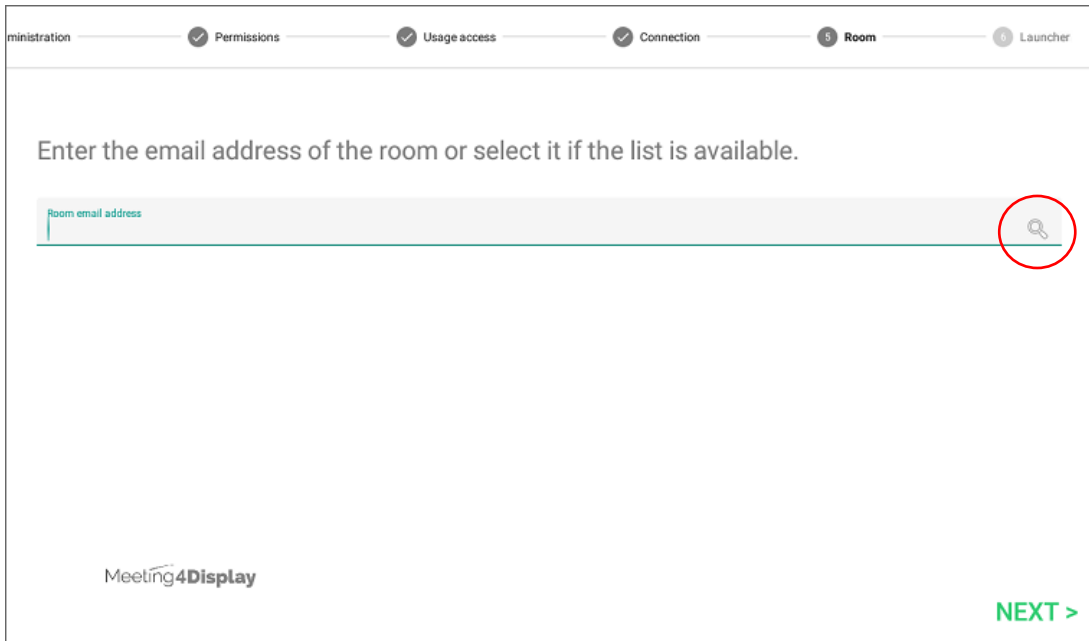 ministration Permissions Usage access Connection 5 Room 6 Launcher
Enter the email address of the room or select it if the list is available.
Room email address
Meeting4Display
NEXT >